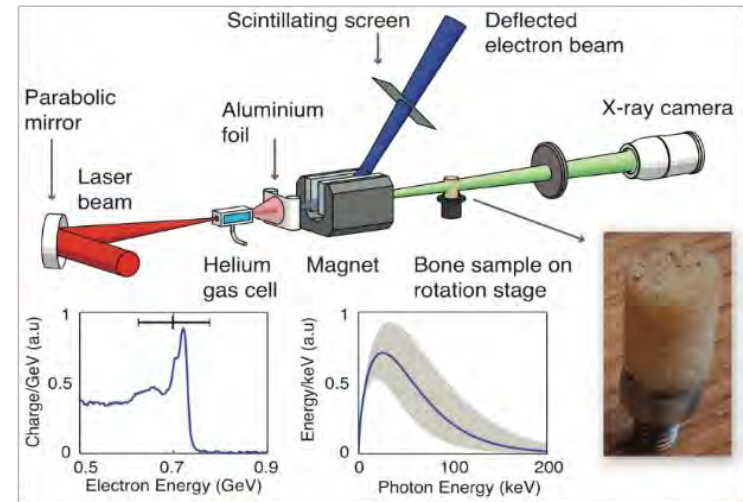 Scintillating screen
Deflected
electron beam
Parabolic
mirror
Aluminium
foil
X-ray camera
Laser
beam
Helium
gas cell
Magnet
Bone sample on
rotation stage
Charge/GeV (a.u)
1
0.5
0
0.5
0.7
0.9
Electron Energy (GeV)
Energy/keV (a.u)
1
0.5
0
0
100
200
Photon Energy (keV)